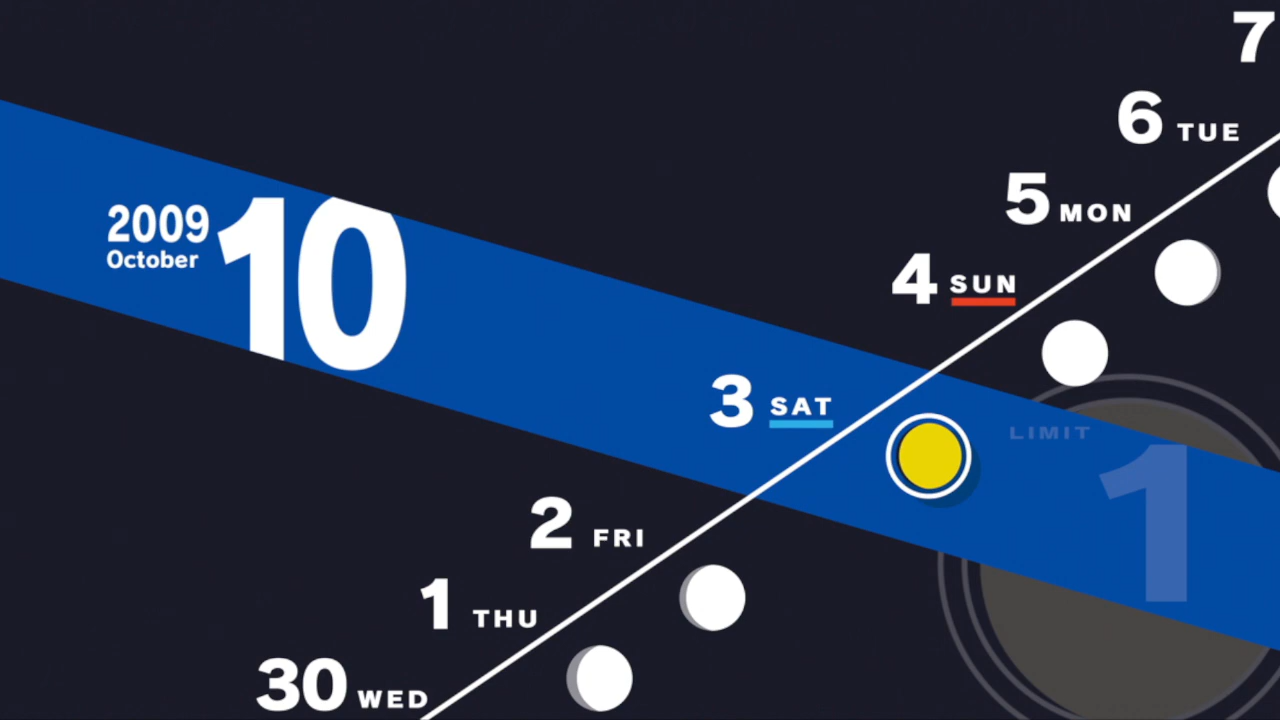 7
6 TUE
5 MON
4 SUN
3 SAT
2 FRI
1 THU
30 WED
2009
October
10
LIMIT
1